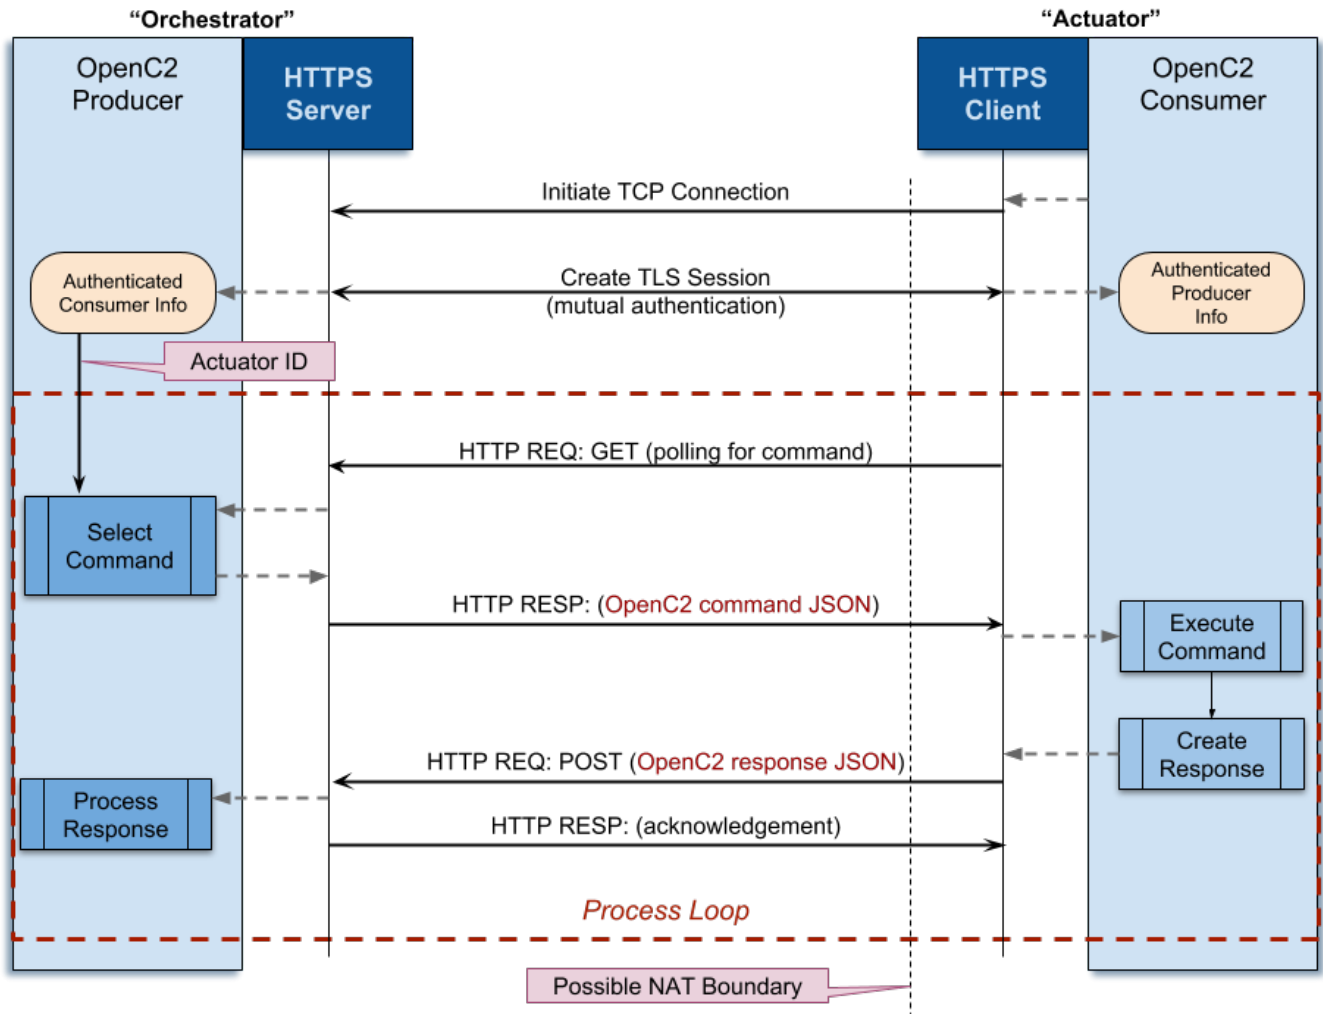 “Orchestrator”
“Actuator”
OpenC2
Producer
HTTPS
Server
HTTPS
Client
OpenC2
Consumer
Initiate TCP Connection
Authenticated
Consumer Info
Create TLS Session
(mutual authentication)
Authenticated
Producer
Info
Actuator ID
HTTP REQ: GET (polling for command)
Select
Command
HTTP RESP: (OpenC2 command JSON)
Execute
Command
HTTP REQ: POST (OpenC2 response JSON)
Create
Response
Process
Response
HTTP RESP: (acknowledgement)
Process Loop
Possible NAT Boundary